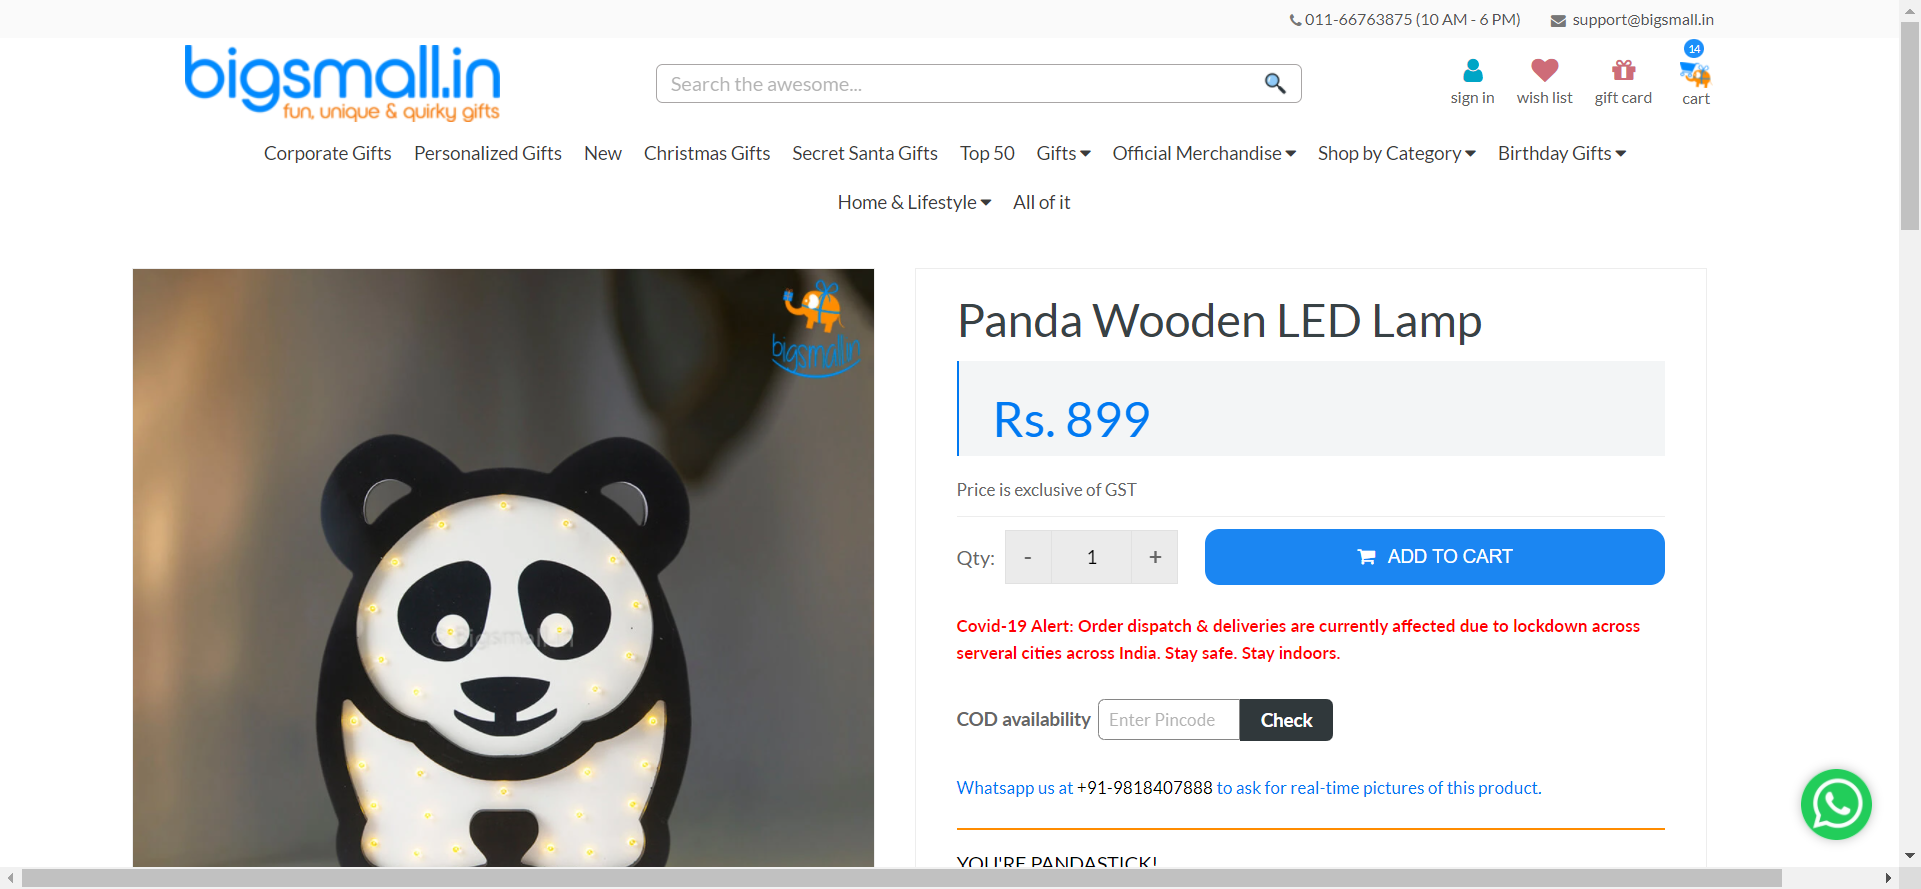 011-66763875 (10 AM - 6 PM) support@bigsmall.in
bigsmall.in
fun, unique & quirky gifts
Search the awesome...
sign in
wish list
gift card
14
cart
Corporate Gifts Personalized Gifts New Christmas Gifts Secret Santa Gifts Top 50 Gifts Official Merchandise Shop by Category Birthday Gifts
Home & Lifestyle All of it
bigsmall.in
© Bigsmall.in
Panda Wooden LED Lamp
Rs. 899
Price is exclusive of GST
Qty: - 1 + ADD TO CART
Covid-19 Alert: Order dispatch & deliveries are currently affected due to lockdown across
serveral cities across India. Stay safe. Stay indoors.
COD availability Enter Pincode Check
Whatsapp us at +91-9818407888 to ask for real-time pictures of this product.
YOU'RE PANDASTICK!